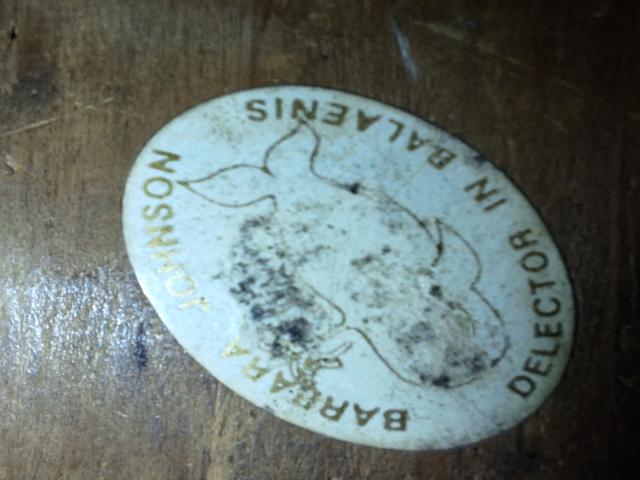 BARBARA JOHNSON
DELECTOR IN BALAENIS